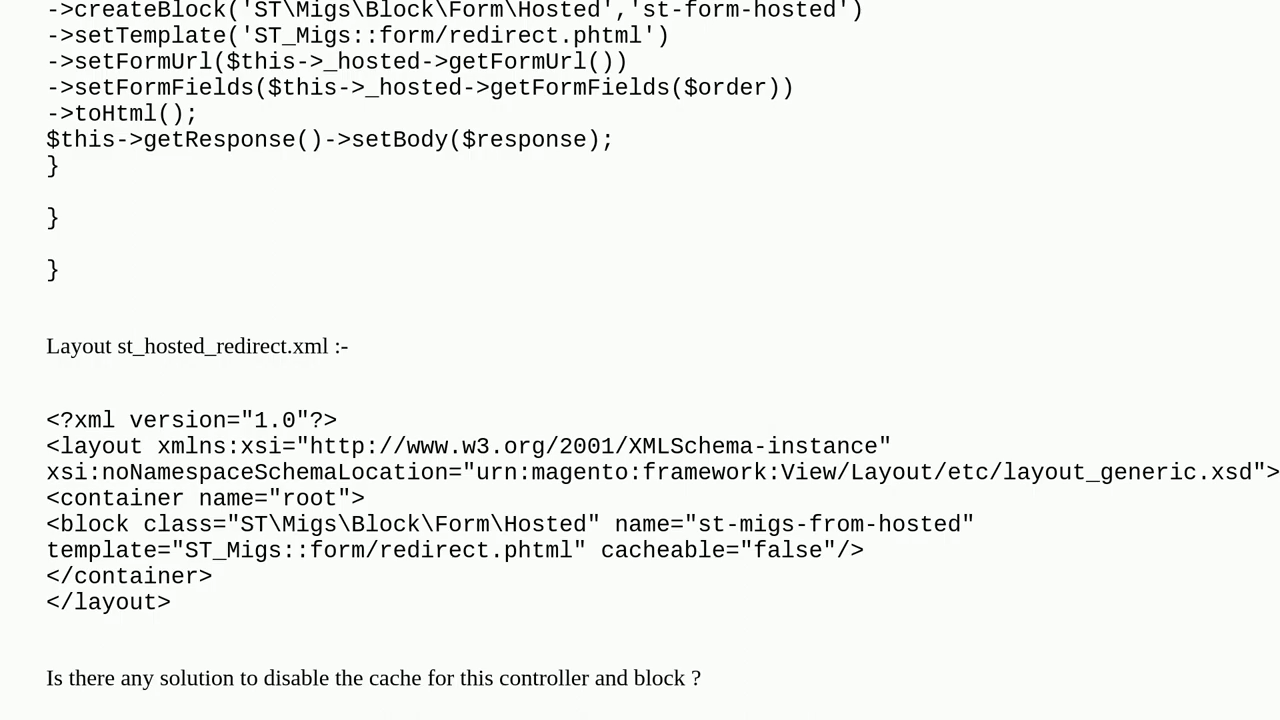 ->createBlock('ST\Migs\Block\Form\Hosted','st-form-hosted')
->setTemplate('ST_Migs::form/redirect.phtml')
->setFormUrl($this->_hosted->getFormUrl())
->setFormFields($this->_hosted->getFormFields($order))
->toHtml();
$this->getResponse()->setBody($response);
}
}
}
Layout st_hosted_redirect.xml :-
<?xml version="1.0"?>
<layout xmlns:xsi="http://www.w3.org/2001/XMLSchema-instance"
xsi:noNamespaceSchemaLocation="urn:magento:framework:View/Layout/etc/layout_generic.xsd">
<container name="root">
<block class="ST\Migs\Block\Form\Hosted" name="st-migs-from-hosted"
template="ST_Migs::form/redirect.phtml" cacheable="false"/>
</container>
</layout>
Is there any solution to disable the cache for this controller and block ?